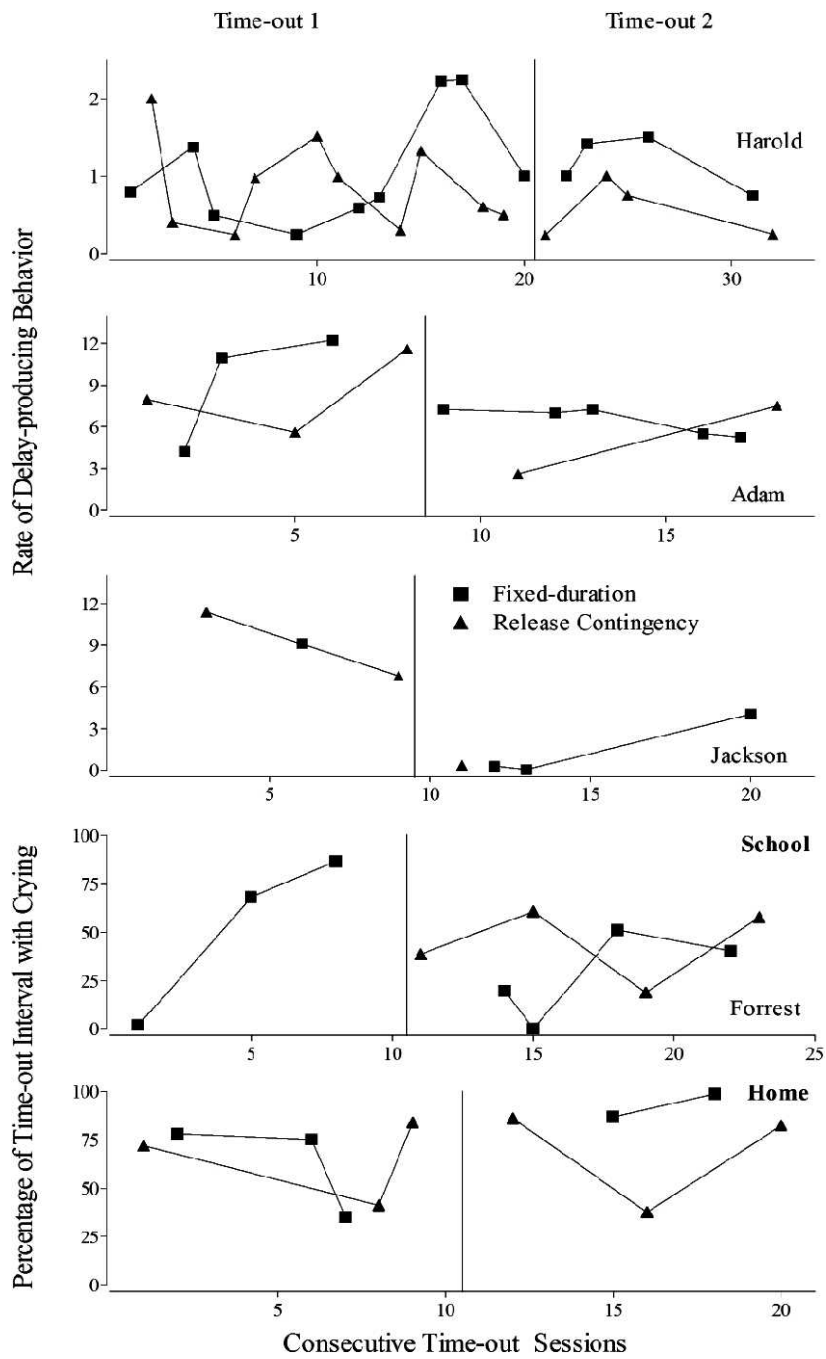 Time-out 1 Time-out 2
Rate of Delay-producing Behavior
2
1
0
Harold
10 20 30
12
9
6
3
0
Adam
5 10 15
12
9
6
3
0
Fixed-duration
Release Contingency
Jackson
5 10 15 20
Percentage of Time-out Interval with Crying
100
75
50
25
0
School
Forrest
5 10 15 20 25
100
75
50
25
0
Home
5 10 15 20
Consecutive Time-out Sessions